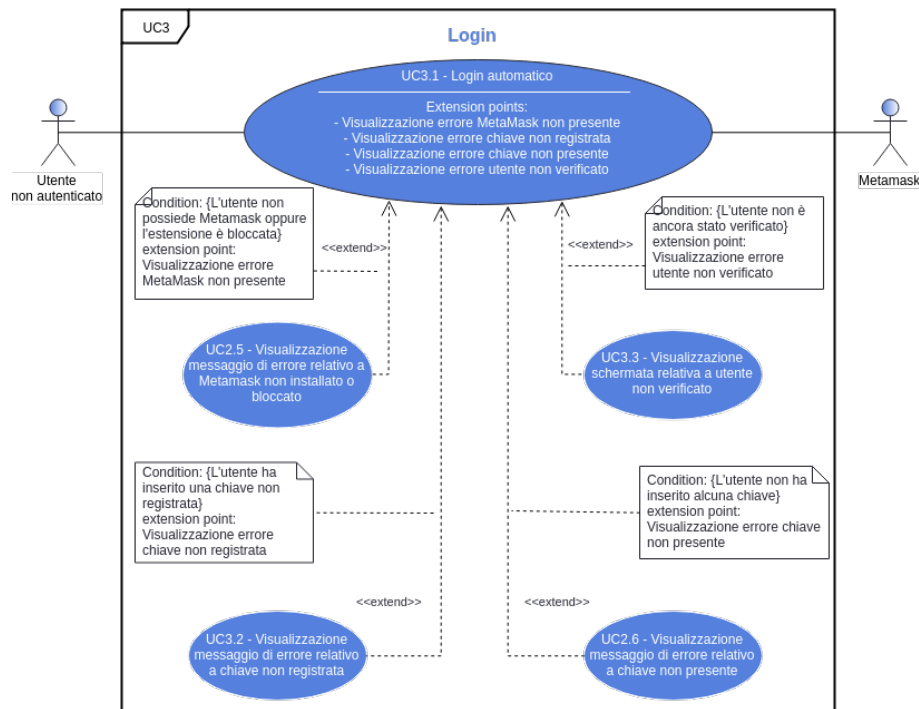 UC3
Login
UC3.1 - Login automatico
Extension points:
- Visualizzazione errore MetaMask non presente
- Visualizzazione errore chiave non registrata
- Visualizzazione errore chiave non presente
- Visualizzazione errore utente non verificato
Utente
non autenticato
Metamask
Condition: {L'utente non
possiede Metamask oppure
l'estensione è bloccata}
extension point:
Visualizzazione errore
MetaMask non presente
<<extend>>
<<extend>>
Condition: {L'utente non è
ancora stato verificato}
extension point:
Visualizzazione errore
utente non verificato
UC2.5 - Visualizzazione
messaggio di errore relativo a
Metamask non installato o
bloccato
UC3.3 - Visualizzazione
schermata relativa a utente
non verificato
Condition: {L'utente ha
inserito una chiave non
registrata}
extension point:
Visualizzazione errore
chiave non registrata
Condition: {L'utente non ha
inserito alcuna chiave}
extension point:
Visualizzazione errore chiave
non presente
<<extend>>
<<extend>>
UC3.2 - Visualizzazione
messaggio di errore relativo
a chiave non registrata
UC2.6 - Visualizzazione
messaggio di errore relativo
a chiave non presente